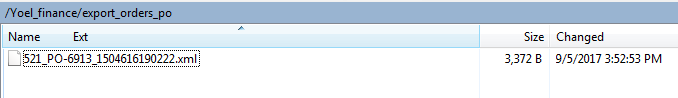 /Yoel_finance/export_orders_po
Name Ext Size Changed
521_PO-6913_1504616190222.xml 3,372 B 9/5/2017 3:52:53 PM